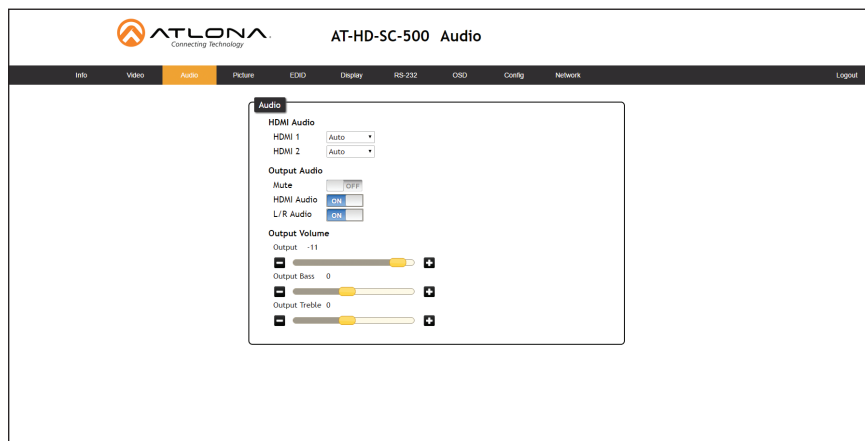 ATLONA.
Connecting Technology
AT-HD-SC-500 Audio
Info Video Audio Picture EDID Display RS-232 OSD Config Network Logout
Audio
HDMI Audio
HDMI 1 Auto
HDMI 2 Auto
Output Audio
Mute OFF
HDMI Audio ON
L/R Audio ON
Output Volume
Output -11
Output Bass 0
Output Treble 0